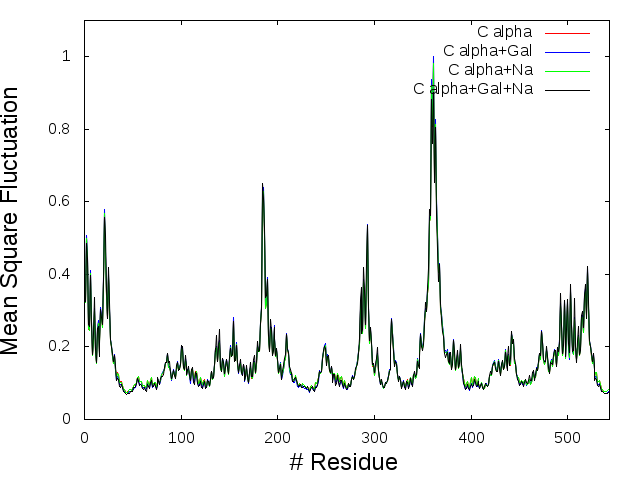 C alpha
C alpha+Gal
C alpha+Na
C alpha+Gal+Na
Mean Square Fluctuation
1
0.8
0.6
0.4
0.2
0
0 100 200 300 400 500
# Residue